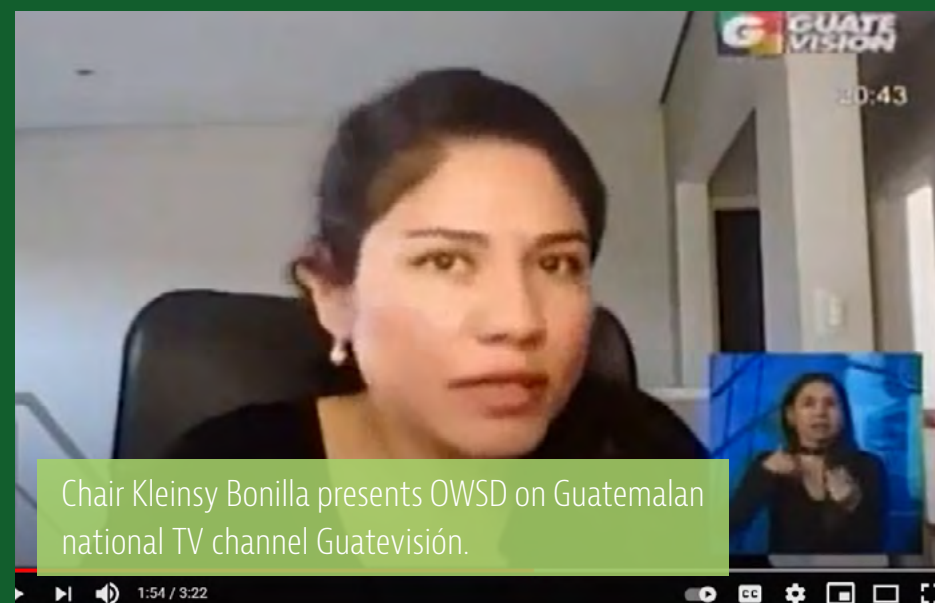 G GUATE
VISION
20:43
Chair Kleinsy Bonilla presents OWSD on Guatemalan
national TV channel Guatevisión.
1:54 / 3:22
CC